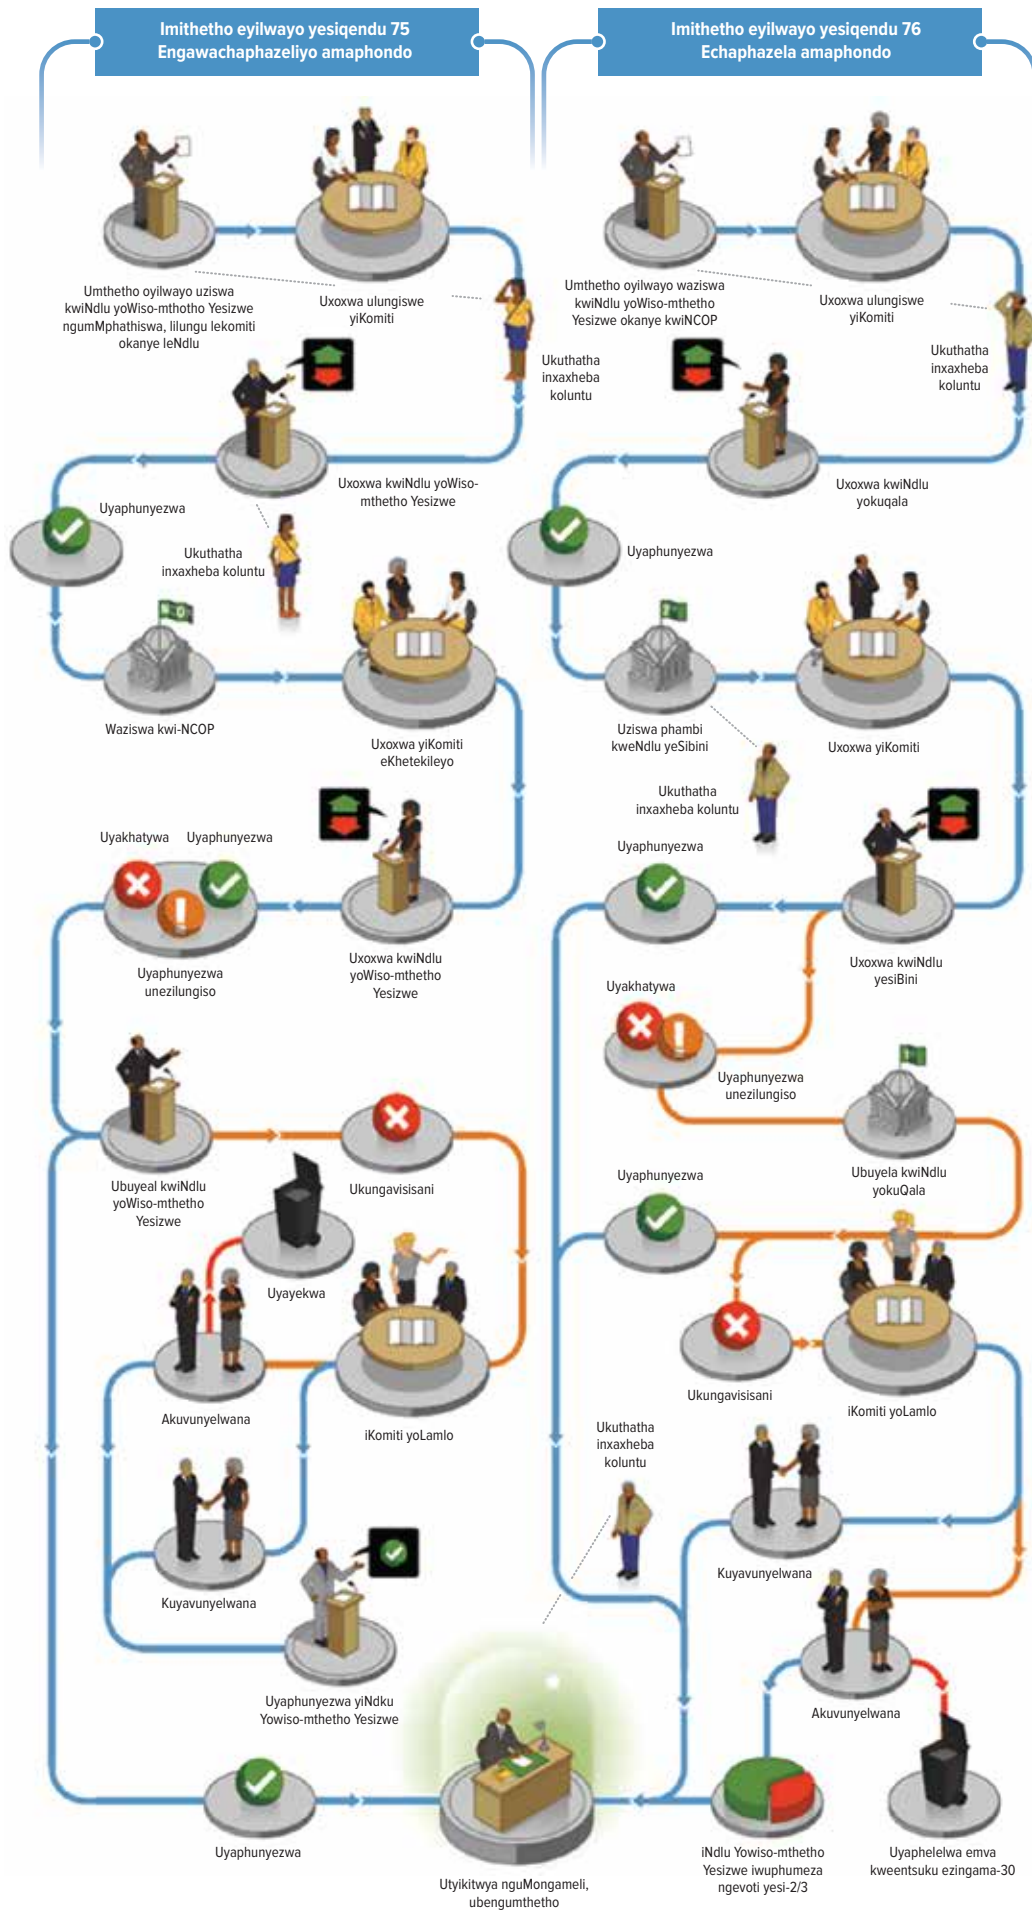 Imithetho eyilwayo yesiqendu 75
Engawachaphazeliyo amaphondo
Umthetho oyilwayo uziswa
kwiNdlu yoWiso-mthotho Yesizwe
ngumMphathiswa, lilungu lekomiti
okanye leNdlu
Uxoxwa ulungiswe
yiKomiti
Ukuthatha
inxaxheba
koluntu
Uxoxwa kwiNdlu yoWiso-
mthetho Yesizwe
Uyaphunyezwa
Ukuthatha
inxaxheba koluntu
Waziswa kwi-NCOP
Uxoxwa yiKomiti
eKhetekileyo
Uyakhatywa
Uyaphunyezwa
Uyaphunyezwa
unezilungiso
Uxoxwa kwiNdlu
yoWiso-mthetho
Yesizwe
Ubuyeal kwiNdlu
yoWiso-mthetho
Yesizwe
Ukungavisisani
Uyayekwa
Akuvunyelwana
iKomiti yoLamlo
Kuyavunyelwana
Uyaphunyezwa yiNdku
Yowiso-mthetho Yesizwe
Uyaphunyezwa
Imithetho eyilwayo yesiqendu 76
Echaphazela amaphondo
Umthetho oyilwayo waziswa
kwiNdlu yoWiso-mthetho
Yesizwe okanye kwiNCOP
Uxoxwa ulungiswe
yiKomiti
Ukuthatha
inxaxheba
koluntu
Uxoxwa kwiNdlu
yokuqala
Uyaphunyezwa
Uziswa phambi
kweNdlu yeSibini
Uxoxwa yiKomiti
Ukuthatha
inxaxheba koluntu
Uyaphunyezwa
Uxoxwa kwiNdlu
yesiBini
Uyakhatywa
Uyaphunyezwa
unezilungiso
Ubuyela kwiNdlu
yokuQala
Uyaphunyezwa
Ukungavisisani
iKomiti yoLamlo
Ukuthatha
inxaxheba
koluntu
Kuyavunyelwana
Akuvunyelwana
iNdlu Yowiso-mthetho
Yesizwe iwuphumeza
ngevoti yesi-2/3
Uyaphelelwa emva
kweentsuku ezingama-30
Utyikitwya nguMongameli,
ubengumthetho